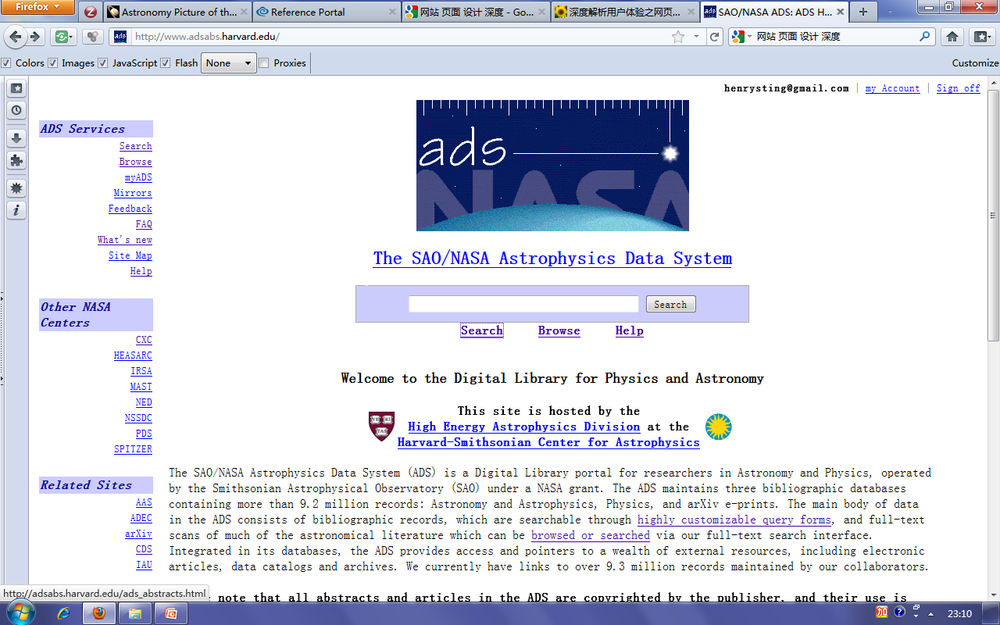 Firefox
Astronomy Picture of th...
Reference Portal
网站 页面 设计 深度 - Go...
深度解析用户体验之网页...
SAO/NASA ADS: ADS H...
http://www.adsabs.harvard.edu/
网站 页面 设计 深度
Colors Images JavaScript Flash None Proxies Customize
henrysting@gmail.com | my Account | Sign off
ads
NASA
ADS Services
Search
Browse
myADS
Mirrors
Feedback
FAQ
What's new
Site Map
Help
Other NASA
Centers
CXC
HEASARC
IRSA
MAST
NED
NSSDC
PDS
SPITZER
Related Sites
AAS
ADEC
arXiv
CDS
IAU
The SAO/NASA Astrophysics Data System
Search
Search Browse Help
Welcome to the Digital Library for Physics and Astronomy
This site is hosted by the
High Energy Astrophysics Division at the
Harvard-Smithsonian Center for Astrophysics
VE RI
TAS
The SAO/NASA Astrophysics Data System (ADS) is a Digital Library portal for researchers in Astronomy and Physics, operated
by the Smithsonian Astrophysical Observatory (SAO) under a NASA grant. The ADS maintains three bibliographic databases
containing more than 9.2 million records: Astronomy and Astrophysics, Physics, and arXiv e-prints. The main body of data
in the ADS consists of bibliographic records, which are searchable through highly customizable query forms, and full-text
scans of much of the astronomical literature which can be browsed or searched via our full-text search interface.
Integrated in its databases, the ADS provides access and pointers to a wealth of external resources, including electronic
articles, data catalogs and archives. We currently have links to over 9.3 million records maintained by our collaborators.
note that all abstracts and articles in the ADS are copyrighted by the publisher, and their use is
http://adsabs.harvard.edu/ads_abstracts.html
23:10